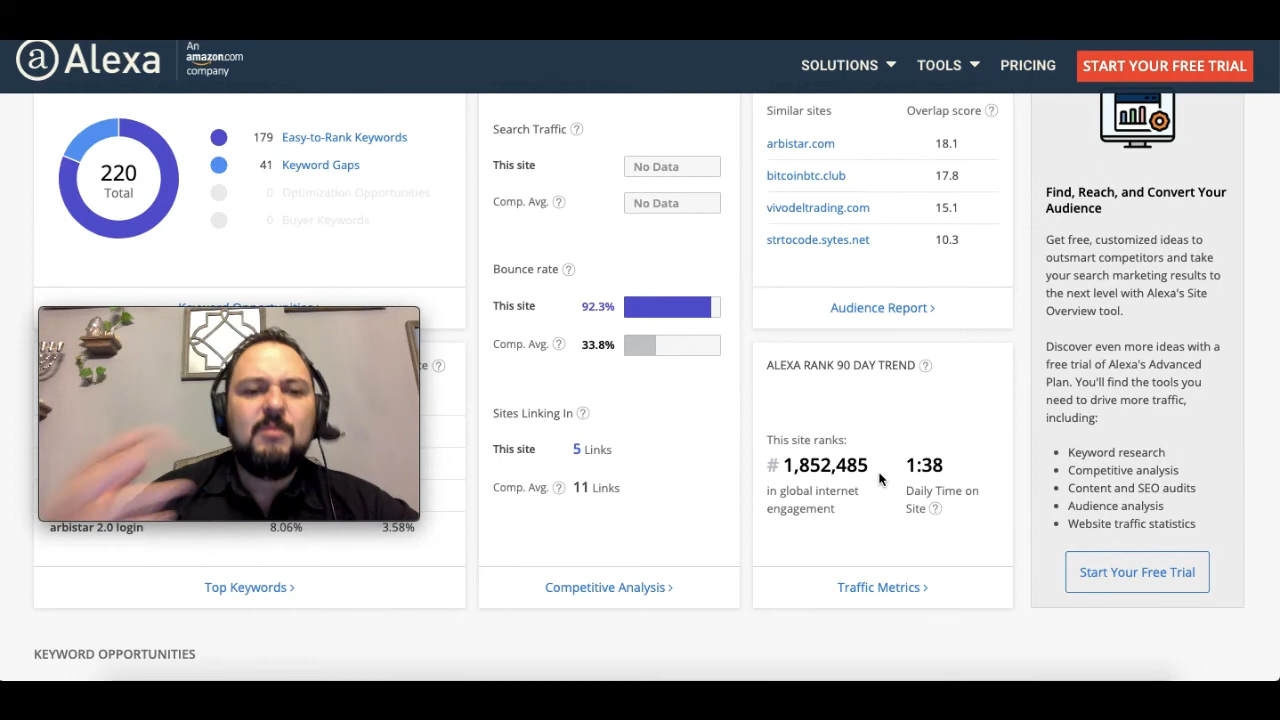 Alexa
An
amazon.com
company
SOLUTIONS
TOOLS
PRICING
START YOUR FREE TRIAL
220
Total
179 Easy-to-Rank Keywords
41 Keyword Gaps
0 Optimization Opportunities
0 Buyer Keywords
arbistar 2.0 login 8.06% 3.58%
Top Keywords >
Search Traffic ?
This site No Data
Comp. Avg. ? No Data
Bounce rate ?
This site 92.3%
Comp. Avg. ? 33.8%
Sites Linking In ?
This site 5 Links
Comp. Avg. ? 11 Links
Competitive Analysis >
Similar sites Overlap score ?
arbistar.com 18.1
bitcoinbtc.club 17.8
vivodeltrading.com 15.1
strtocode.sytes.net 10.3
Audience Report >
ALEXA RANK 90 DAY TREND ?
This site ranks:
# 1,852,485 1:38
in global internet Daily Time on
engagement Site ?
Traffic Metrics >
Find, Reach, and Convert Your
Audience
Get free, customized ideas to
outsmart competitors and take
your search marketing results to
the next level with Alexa's Site
Overview tool.
Discover even more ideas with a
free trial of Alexa's Advanced
Plan. You'll find the tools you
need to drive more traffic,
including:
• Keyword research
• Competitive analysis
• Content and SEO audits
• Audience analysis
• Website traffic statistics
Start Your Free Trial
KEYWORD OPPORTUNITIES